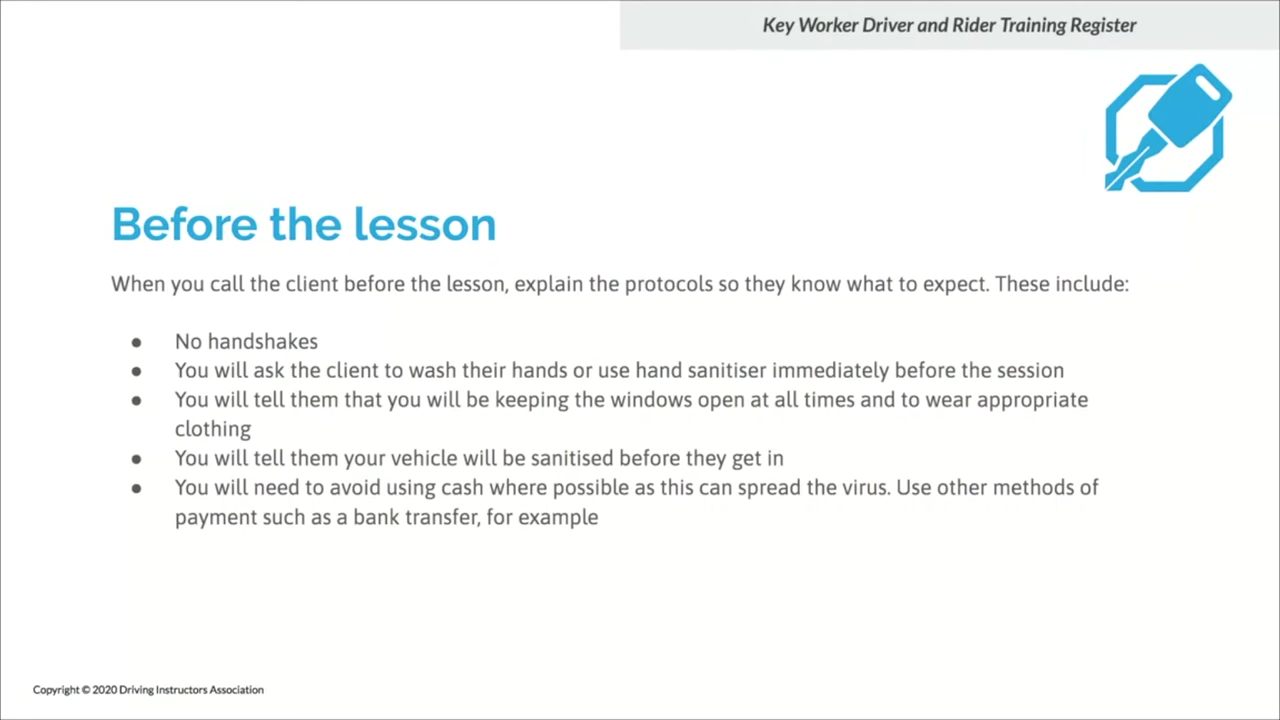 Key Worker Driver and Rider Training Register
Before the lesson
When you call the client before the lesson, explain the protocols so they know what to expect. These include:
● No handshakes
● You will ask the client to wash their hands or use hand sanitiser immediately before the session
● You will tell them that you will be keeping the windows open at all times and to wear appropriate
clothing
● You will tell them your vehicle will be sanitised before they get in
● You will need to avoid using cash where possible as this can spread the virus. Use other methods of
payment such as a bank transfer, for example
Copyright © 2020 Driving Instructors Association